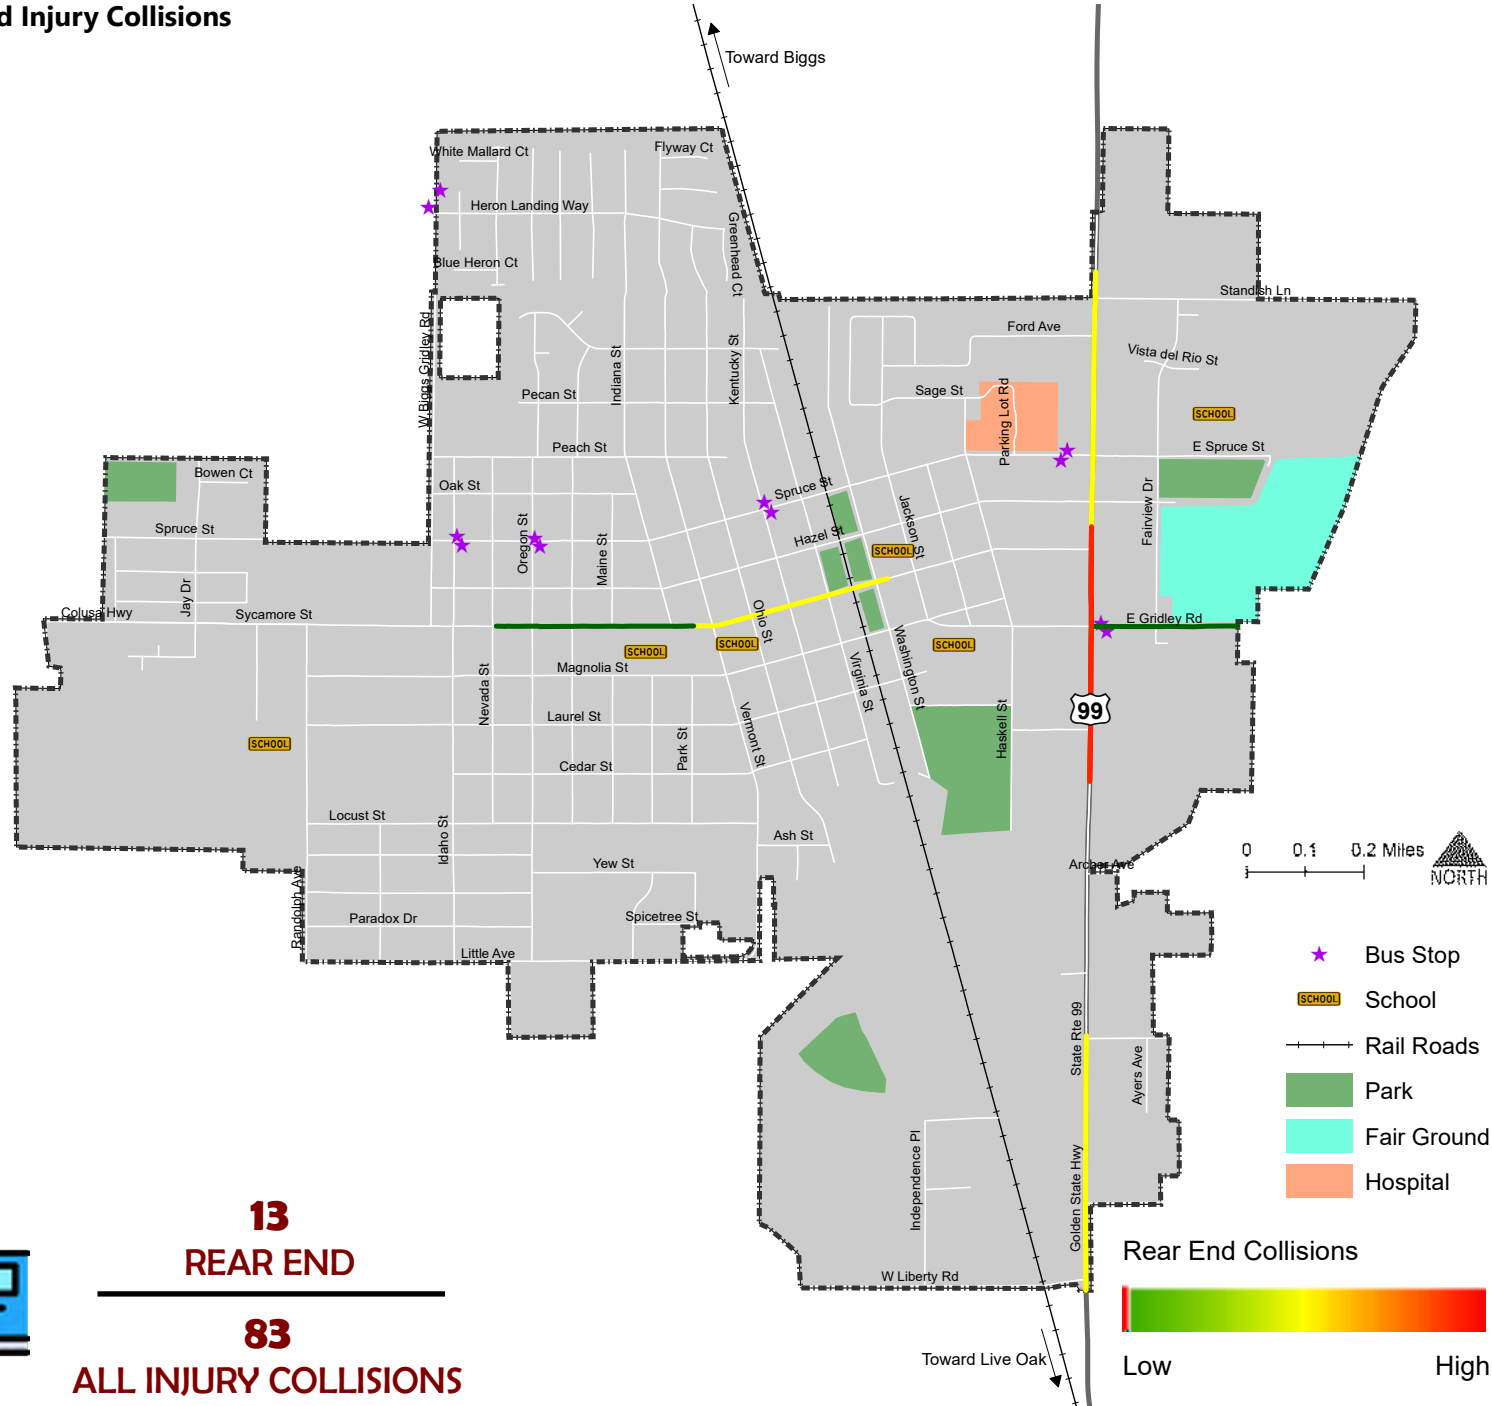 d Injury Collisions
Toward Biggs
White Mallard Ct
Flyway Ct
Heron Landing Way
Greenhead Ct
Blue Heron Ct
Standish Ln
W Biggs Gridley Rd
Ford Ave
Indiana St
Kentucky St
Vista del Rio St
Pecan St
Sage St
Parking Lot Rd
SCHOOL
Peach St
E Spruce St
Bowen Ct
Oak St
Spruce St
Fairview Dr
Jackson St
Spruce St
Oregon St
Maine St
Hazel St
SCHOOL
Jay Dr
Colusa Hwy
Sycamore St
Ohio St
E Gridley Rd
SCHOOL
SCHOOL
SCHOOL
Magnolia St
Washington St
Virginia St
Nevada St
Laurel St
99
Park St
Vermont St
Haskell St
SCHOOL
Cedar St
Locust St
Idaho St
Ash St
0 0.1 0.2 Miles
Yew St
Archer Ave
NORTH
Randolph Ave
Paradox Dr
Spicetree St
Little Ave
Bus Stop
SCHOOL
School
State Rte 99
Rail Roads
Ayers Ave
Park
Fair Ground
Independence Pl
Golden State Hwy
Hospital
13
REAR END
83
ALL INJURY COLLISIONS
W Liberty Rd
Rear End Collisions
Toward Live Oak
Low
High